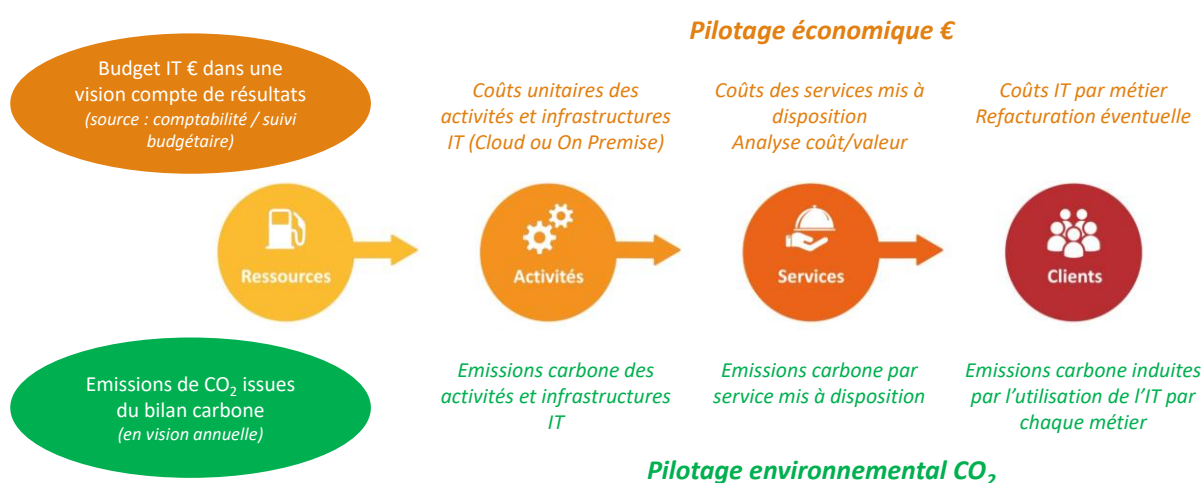 Pilotage économique €
Budget IT € dans une
vision compte de résultats
(source : comptabilité / suivi
budgétaire)
Coûts unitaires des
activités et infrastructures
IT (Cloud ou On Premise)
Coûts des services mis à
disposition
Analyse coût/valeur
Coûts IT par métier
Refacturation éventuelle
Ressources
Activités
Services
Clients
Emissions de CO₂ issues
du bilan carbone
(en vision annuelle)
Emissions carbone des
activités et infrastructures
IT
Emissions carbone par
service mis à disposition
Emissions carbone induites
par l’utilisation de l’IT par
chaque métier
Pilotage environnemental CO₂